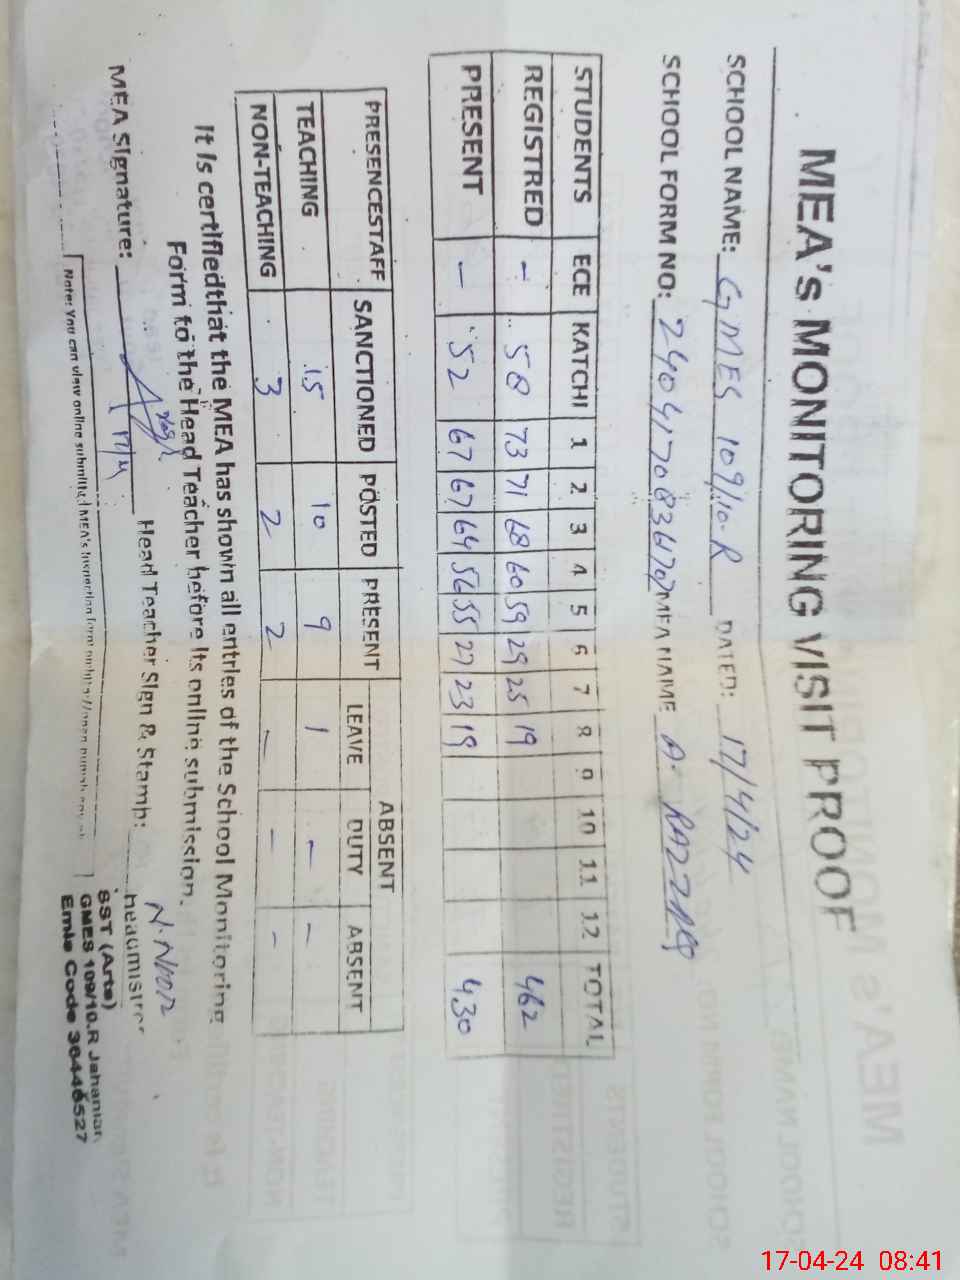 MEA's MONITORING VISIT PROOF
SCHOOL NAME: GMES 109/10-R DATED: 17/4/24
SCHOOL FORM NO: MEA NAME A. RAZZAQ
STUDENTS ECE KATCHI 1 2 3 4 5 6 7 8 9 10 11 12 TOTAL
REGISTRED - 58 73 71 68 60 59 29 25 19 462
PRESENT - 52 67 67 64 56 55 27 23 19 430
PRESENCESTAFF SANCTIONED POSTED PRESENT ABSENT
LEAVE DUTY ABSENT
TEACHING 15 10 9 1 - -
NON-TEACHING 3 2 2 - - -
It is certifiedthat the MEA has shown all entries of the School Monitoring
Form to the Head Teacher before its online submission.
MEA Signature: 17/4 Head Teacher Sign & Stamp: N. Noor
Headmistress
SST (Arts)
GMES 109/10.R Jahanian
Emis Code 36446527
Note: You can view online submitted MEA's Inspection form
17-04-24 08:41